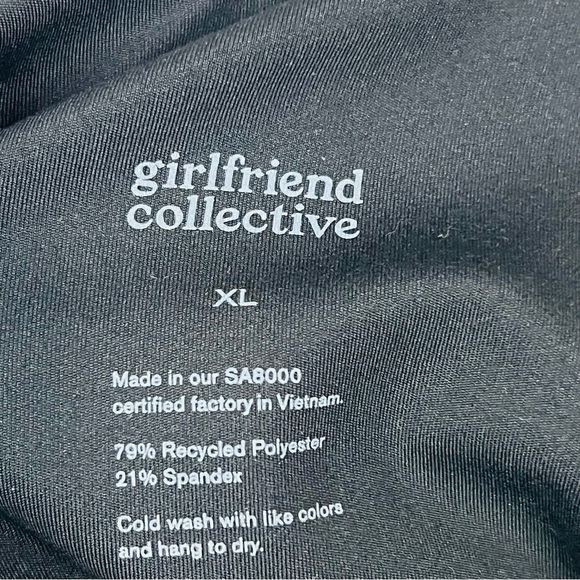 girlfriend
collective
XL
Made in our SA8000
certified factory in Vietnam.
79% Recycled Polyester
21% Spandex
Cold wash with like colors
and hang to dry.